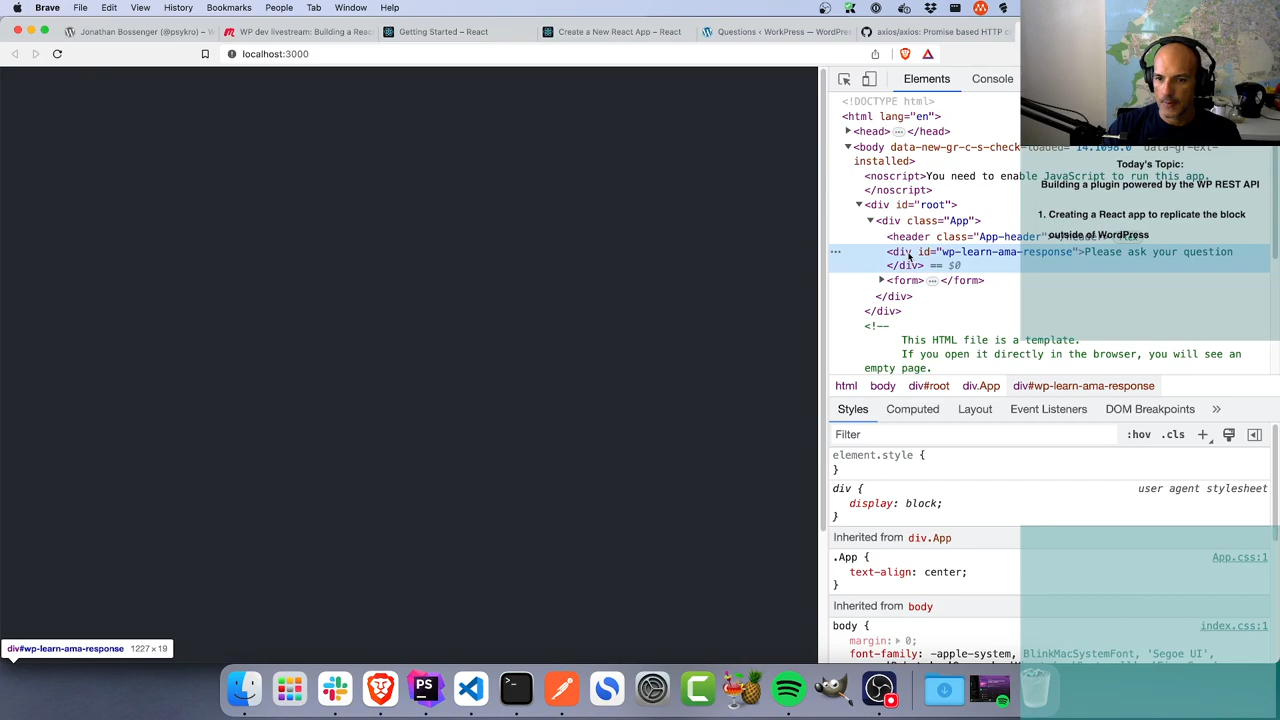 Brave File Edit View History Bookmarks People Tab Window Help
Jonathan Bossenger (@psykro) — W
WP dev livestream: Building a Reac
Getting Started – React
Create a New React App – React
Questions ‹ WorkPress — WordPres
axios/axios: Promise based HTTP c
localhost:3000
Elements Console
<!DOCTYPE html>
<html lang="en">
<head> </head>
<body data-new-gr-c-s-check-loaded="14.1098.0" data-gr-ext-
installed>
<noscript>You need to enable JavaScript to run this app.
</noscript>
<div id="root">
<div class="App">
<header class="App-header"></header>
<div id="wp-learn-ama-response">Please ask your question
</div> == $0
<form> </form>
</div>
</div>
<!--
This HTML file is a template.
If you open it directly in the browser, you will see an
empty page.
Today's Topic:
Building a plugin powered by the WP REST API
1. Creating a React app to replicate the block
outside of WordPress
html body div#root div.App div#wp-learn-ama-response
Styles Computed Layout Event Listeners DOM Breakpoints »
Filter :hov .cls
element.style {
}
div { user agent stylesheet
display: block;
}
Inherited from div.App
.App { App.css:1
text-align: center;
}
Inherited from body
body { index.css:1
margin: 0;
font-family: -apple-system, BlinkMacSystemFont, 'Segoe UI',
div#wp-learn-ama-response 1227 × 19
PS